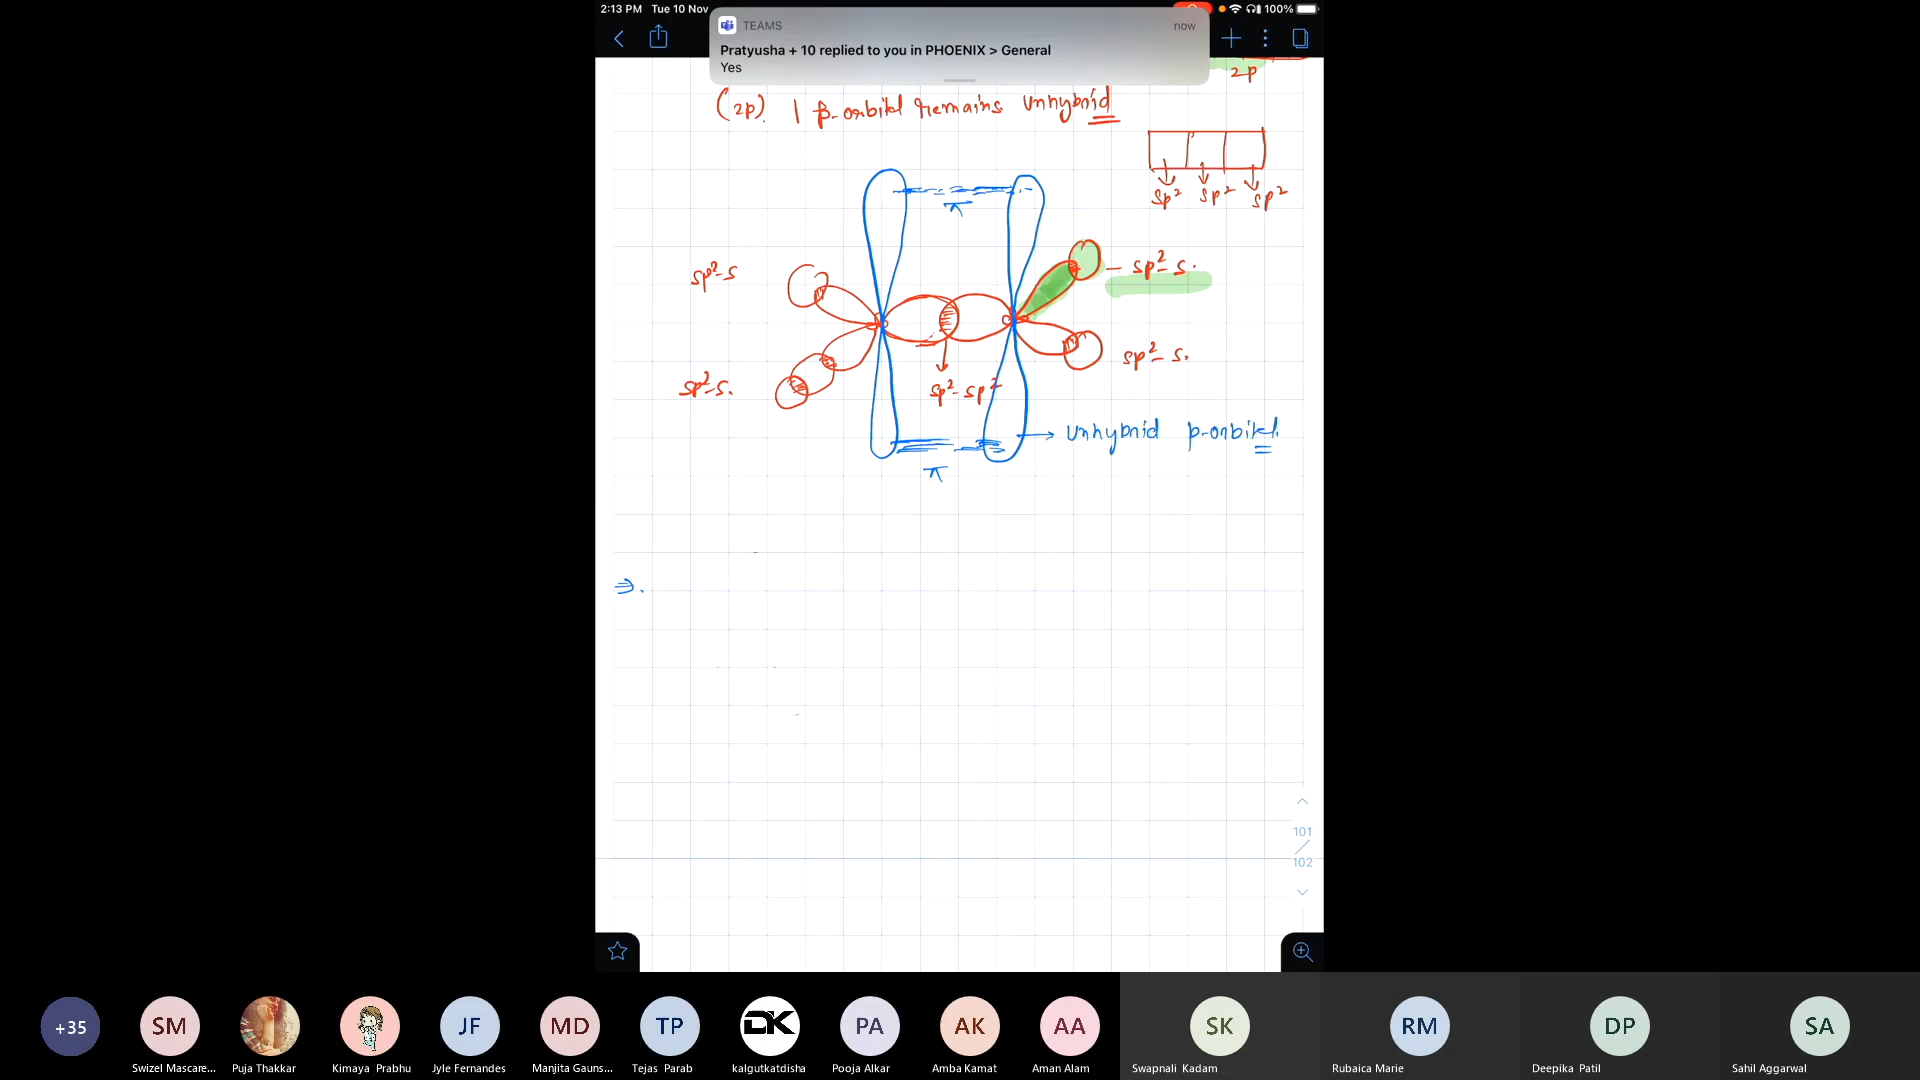 2:13 PM Tue 10 Nov
100%
TEAMS
now
Pratyusha + 10 replied to you in PHOENIX > General
Yes
2p
(2p). 1 p-orbital remains unhybrid
sp²
sp²
sp²
π
sp²-s
- sp²- s.
sp²-s.
sp²- sp²
sp²- s.
→ unhybrid p-orbital.
π
⇒.
101
102
+35
SM
JF
MD
TP
DK
PA
AK
AA
SK
RM
DP
SA
Swizel Mascare...
Puja Thakkar
Kimaya Prabhu
Jyle Fernandes
Manjita Gauns...
Tejas Parab
kalgutkatdisha
Pooja Alkar
Amba Kamat
Aman Alam
Swapnali Kadam
Rubaica Marie
Deepika Patil
Sahil Aggarwal